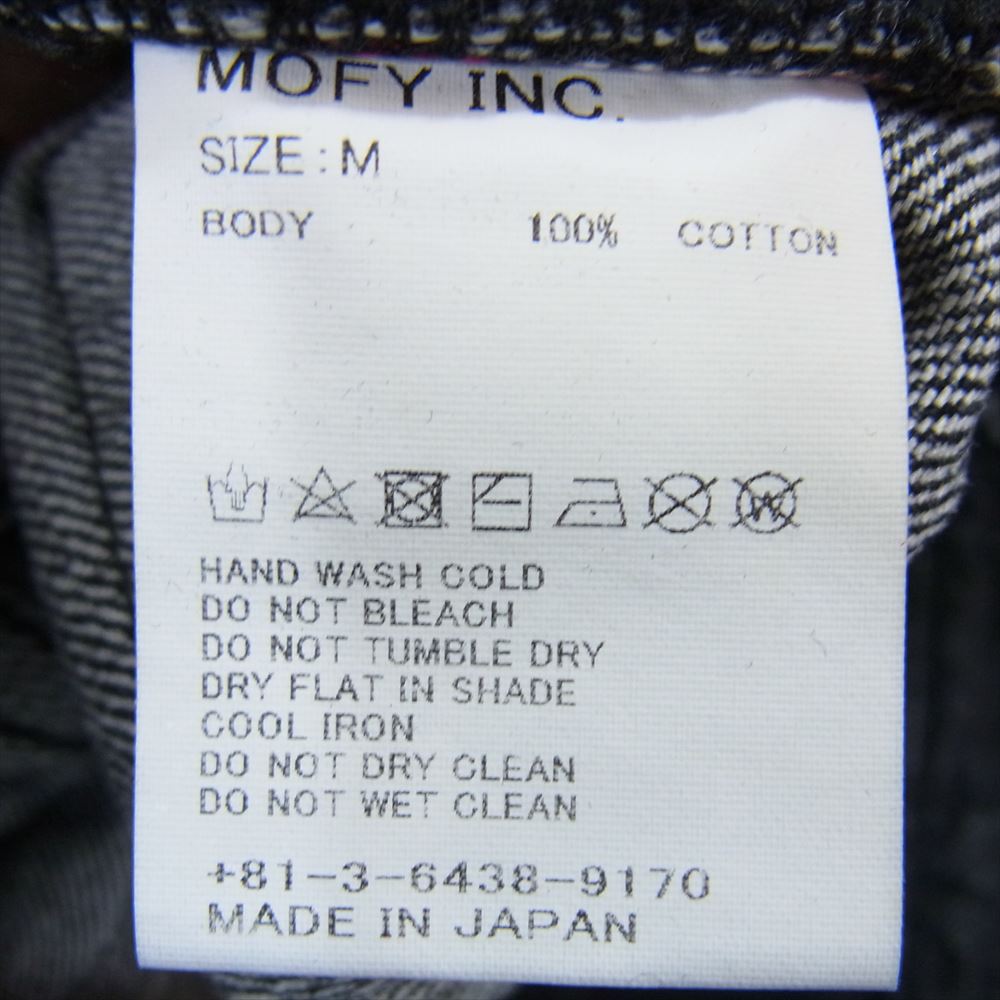 MOFY INC.
SIZE : M
BODY 100% COTTON
HAND WASH COLD
DO NOT BLEACH
DO NOT TUMBLE DRY
DRY FLAT IN SHADE
COOL IRON
DO NOT DRY CLEAN
DO NOT WET CLEAN
+81-3-6438-9170
MADE IN JAPAN